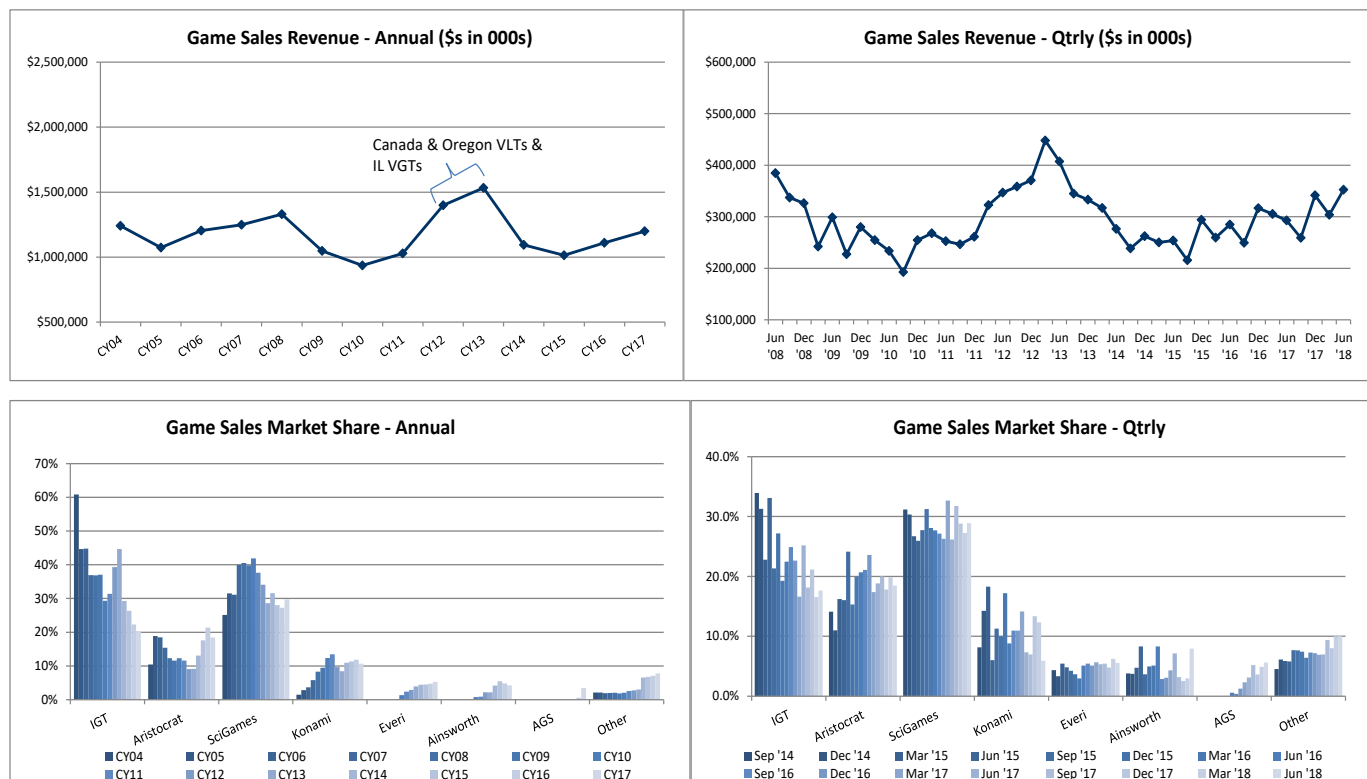 Game Sales Revenue - Annual ($s in 000s)
$2,500,000
$2,000,000
$1,500,000
$1,000,000
$500,000
Canada & Oregon VLTs &
IL VGTs
CY04 CY05 CY06 CY07 CY08 CY09 CY10 CY11 CY12 CY13 CY14 CY15 CY16 CY17
Game Sales Revenue - Qtrly ($s in 000s)
$600,000
$500,000
$400,000
$300,000
$200,000
$100,000
Jun Dec Jun Dec Jun Dec Jun Dec Jun Dec Jun Dec Jun Dec Jun Dec Jun Dec Jun Dec Jun
'08 '08 '09 '09 '10 '10 '11 '11 '12 '12 '13 '13 '14 '14 '15 '15 '16 '16 '17 '17 '18
Game Sales Market Share - Annual
70%
60%
50%
40%
30%
20%
10%
0%
IGT Aristocrat SciGames Konami Everi Ainsworth AGS Other
CY04 CY05 CY06 CY07 CY08 CY09 CY10
CY11 CY12 CY13 CY14 CY15 CY16 CY17
Game Sales Market Share - Qtrly
40.0%
30.0%
20.0%
10.0%
0.0%
IGT Aristocrat SciGames Konami Everi Ainsworth AGS Other
Sep '14 Dec '14 Mar '15 Jun '15 Sep '15 Dec '15 Mar '16 Jun '16
Sep '16 Dec '16 Mar '17 Jun '17 Sep '17 Dec '17 Mar '18 Jun '18